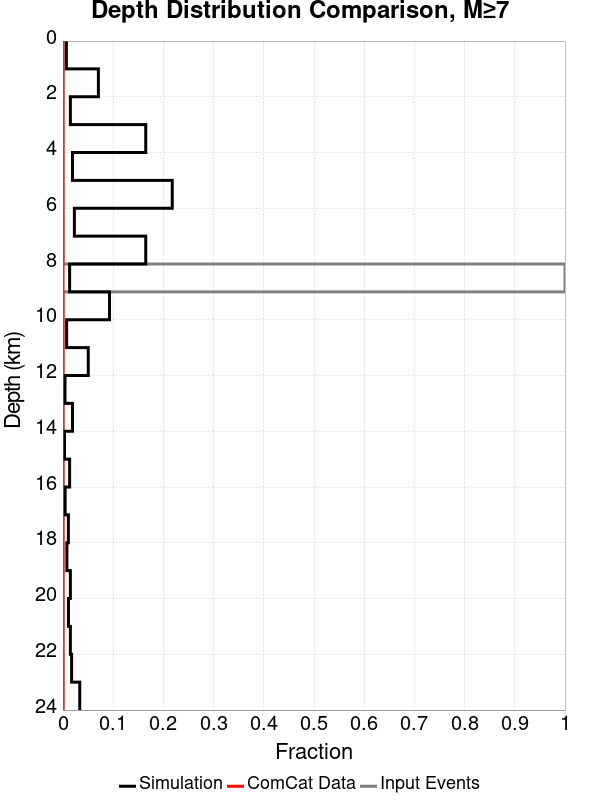 Depth Distribution Comparison, M≥7
0
2
4
6
8
10
12
14
16
18
20
22
24
Depth (km)
0 0.1 0.2 0.3 0.4 0.5 0.6 0.7 0.8 0.9 1
Fraction
Simulation ComCat Data Input Events